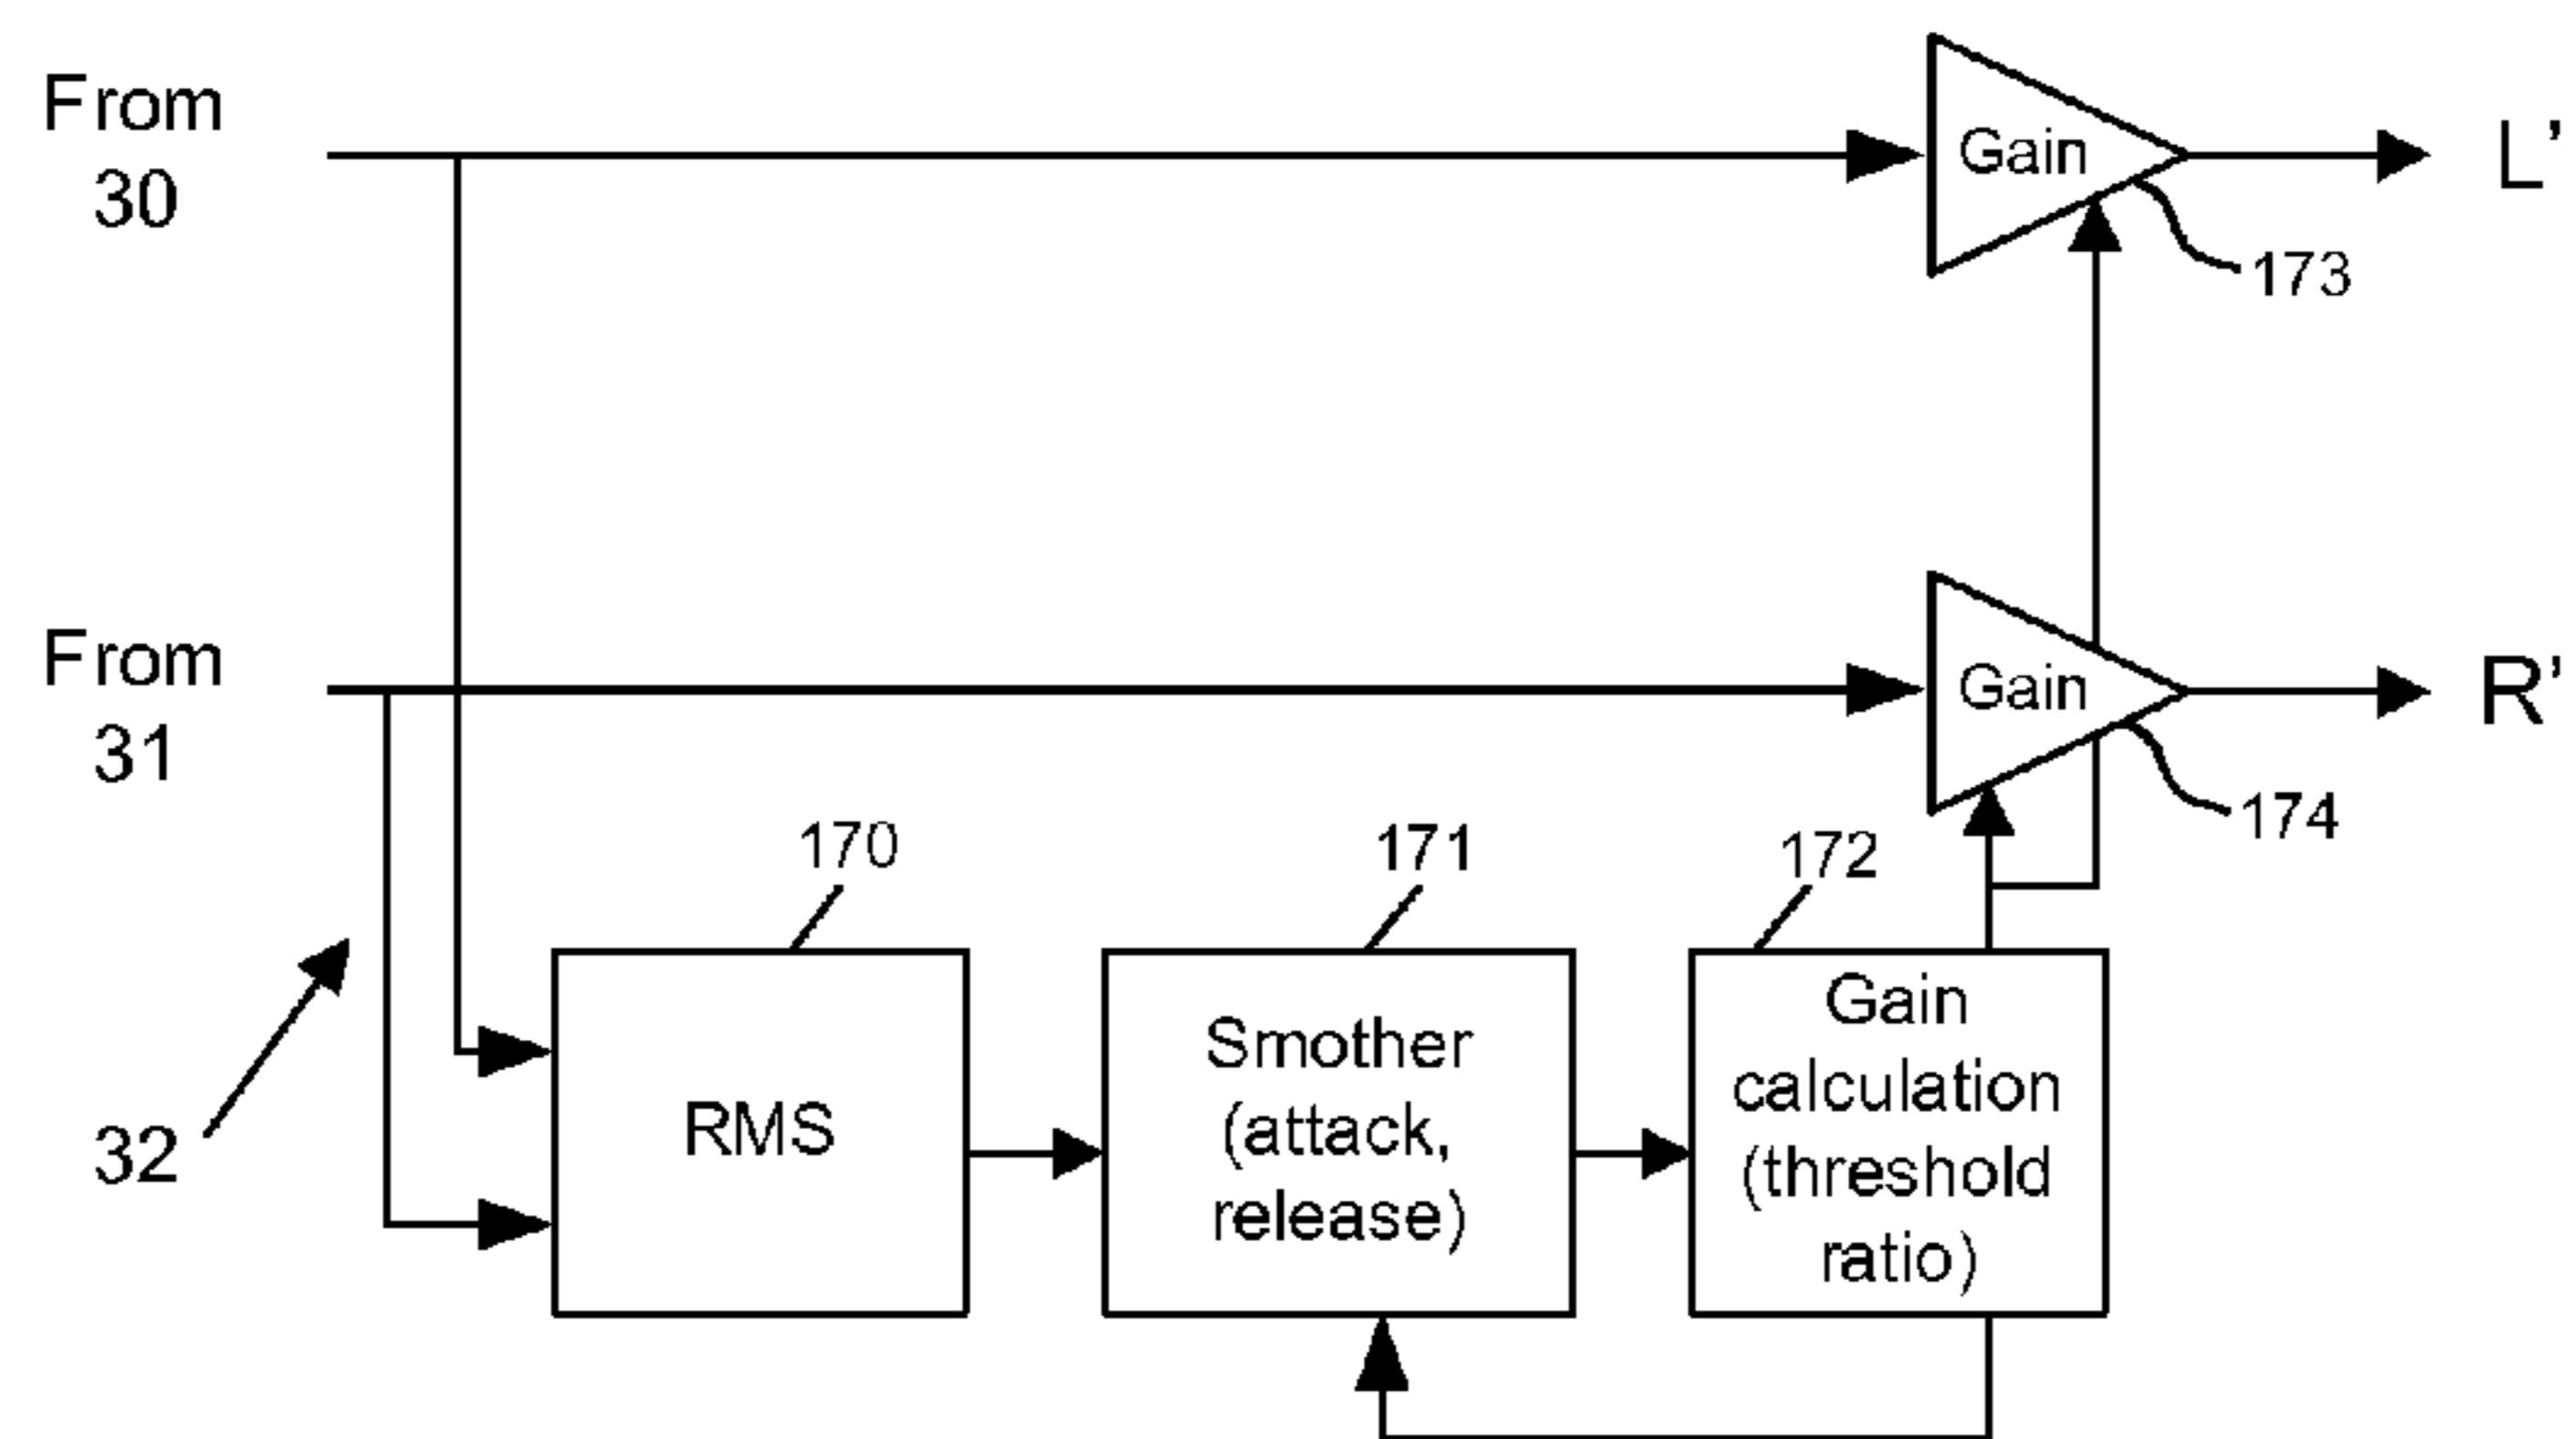 From
30
Gain
L’
173
From
31
Gain
R’
174
170
171
172
32
RMS
Smother
(attack,
release)
Gain
calculation
(threshold
ratio)